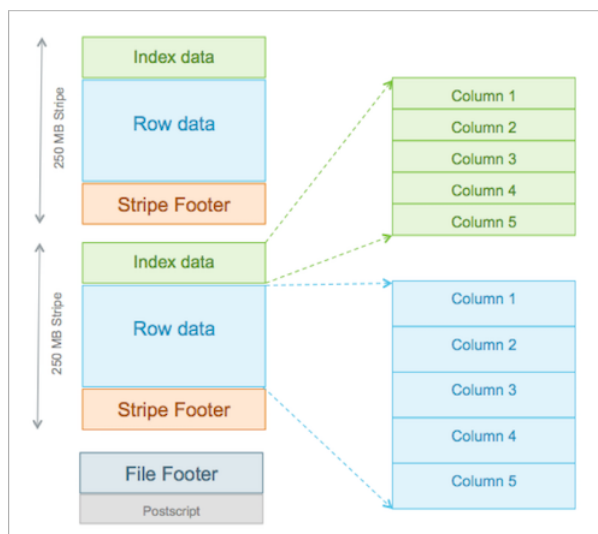 250 MB Stripe
Index data
Row data
Stripe Footer
250 MB Stripe
Index data
Row data
Stripe Footer
File Footer
Postscript
Column 1
Column 2
Column 3
Column 4
Column 5
Column 1
Column 2
Column 3
Column 4
Column 5